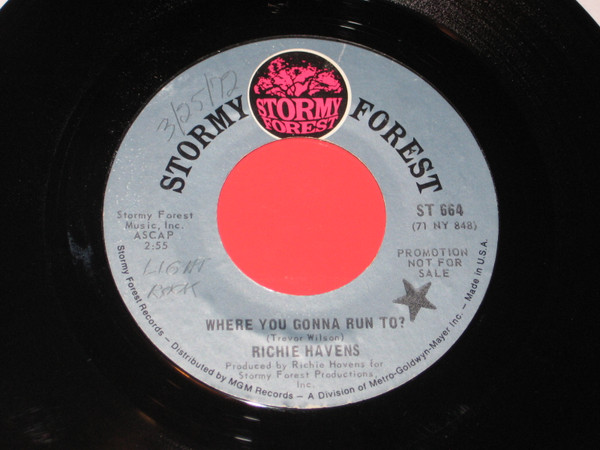 3/25/72
STORMY
FOREST
STORMY FOREST
ST 664
(71 NY 848)
Stormy Forest
Music, Inc.
ASCAP
2:55
LIGHT
ROCK
PROMOTION
NOT FOR
SALE
WHERE YOU GONNA RUN TO?
(Trevor Wilson)
RICHIE HAVENS
Produced by Richie Havens for
Stormy Forest Productions,
Inc.
Stormy Forest Records - Distributed by MGM Records - A Division of Metro-Goldwyn-Mayer Inc. - Made in U.S.A.